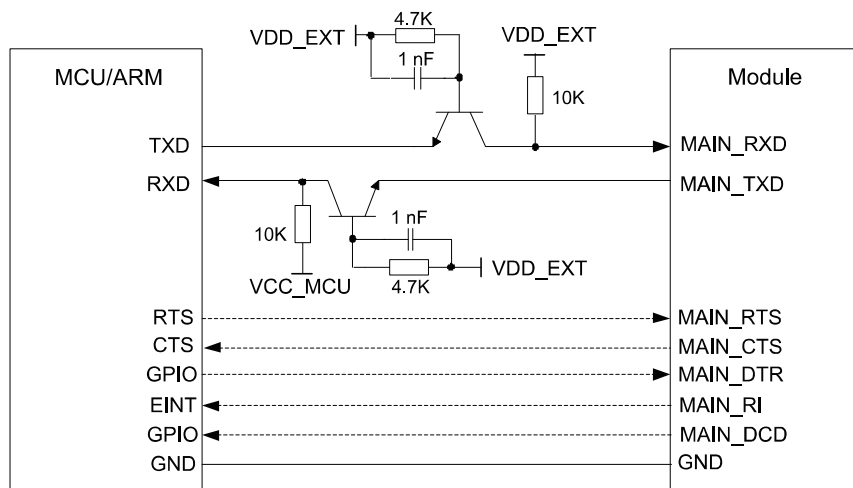 4.7K
VDD_EXT
VDD_EXT
1 nF
MCU/ARM
Module
10K
TXD
MAIN_RXD
RXD
MAIN_TXD
1 nF
10K
VDD_EXT
VCC_MCU
4.7K
RTS
MAIN_RTS
CTS
MAIN_CTS
GPIO
MAIN_DTR
EINT
MAIN_RI
GPIO
MAIN_DCD
GND
GND